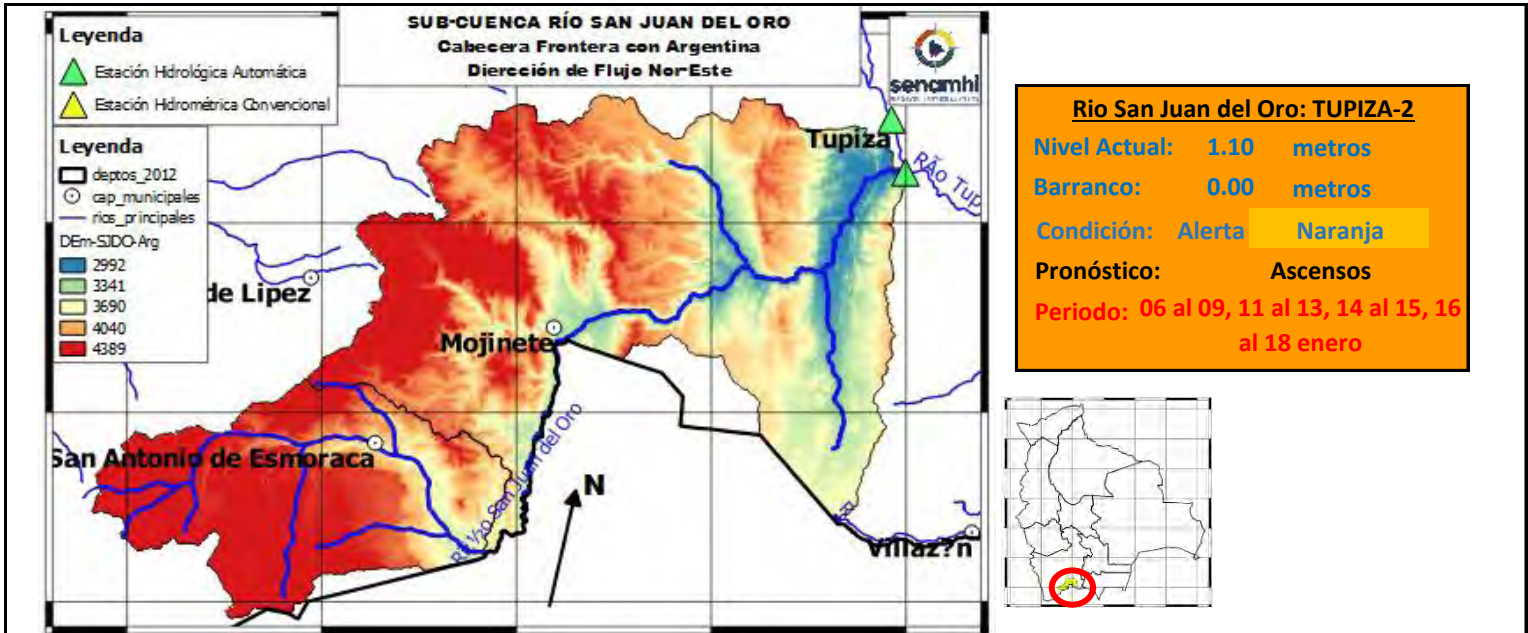 SUB-CUENCA RÍO SAN JUAN DEL ORO
Cabecera Frontera con Argentina
Diercción de Flujo Nor-Este
Leyenda
Estación Hidrológica Automática
Estación Hidrométrica Convencional
Leyenda
deptos_2012
cap_municipales
rios_principales
DEm-SJDO-Arg
2992
3341
3690
4040
4389
senamhi
Tupiza
RÃo Tup
de Lipez
Mojinete
San Antonio de Esmoraca
San Juan del Oro
N
Villaz?n
Rio San Juan del Oro: TUPIZA-2
Nivel Actual: 1.10 metros
Barranco: 0.00 metros
Condición: Alerta Naranja
Pronóstico: Ascensos
Periodo: 06 al 09, 11 al 13, 14 al 15, 16
al 18 enero